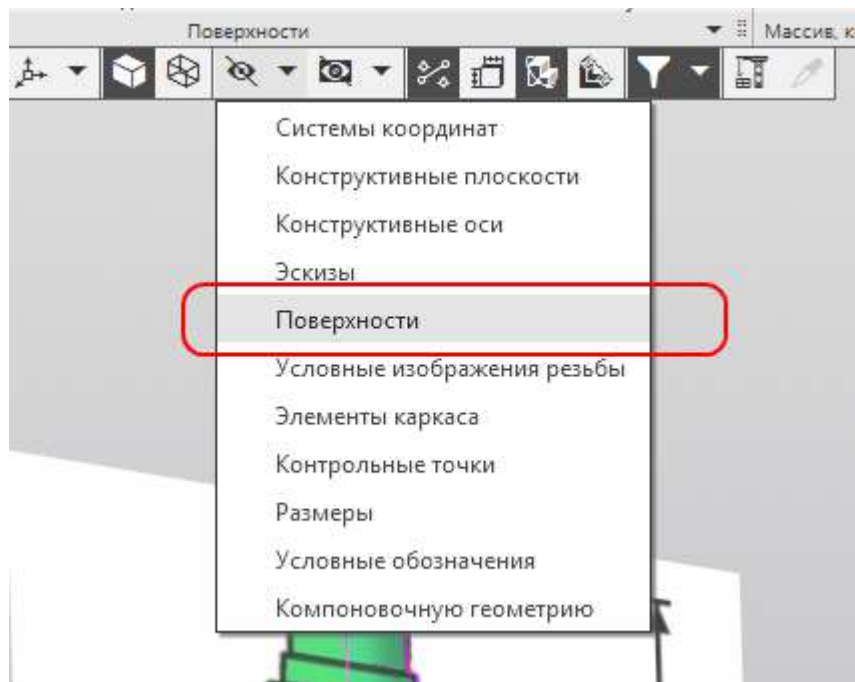 Поверхности
Массив, к
Системы координат
Конструктивные плоскости
Конструктивные оси
Эскизы
Поверхности
Условные изображения резьбы
Элементы каркаса
Контрольные точки
Размеры
Условные обозначения
Компоновочную геометрию